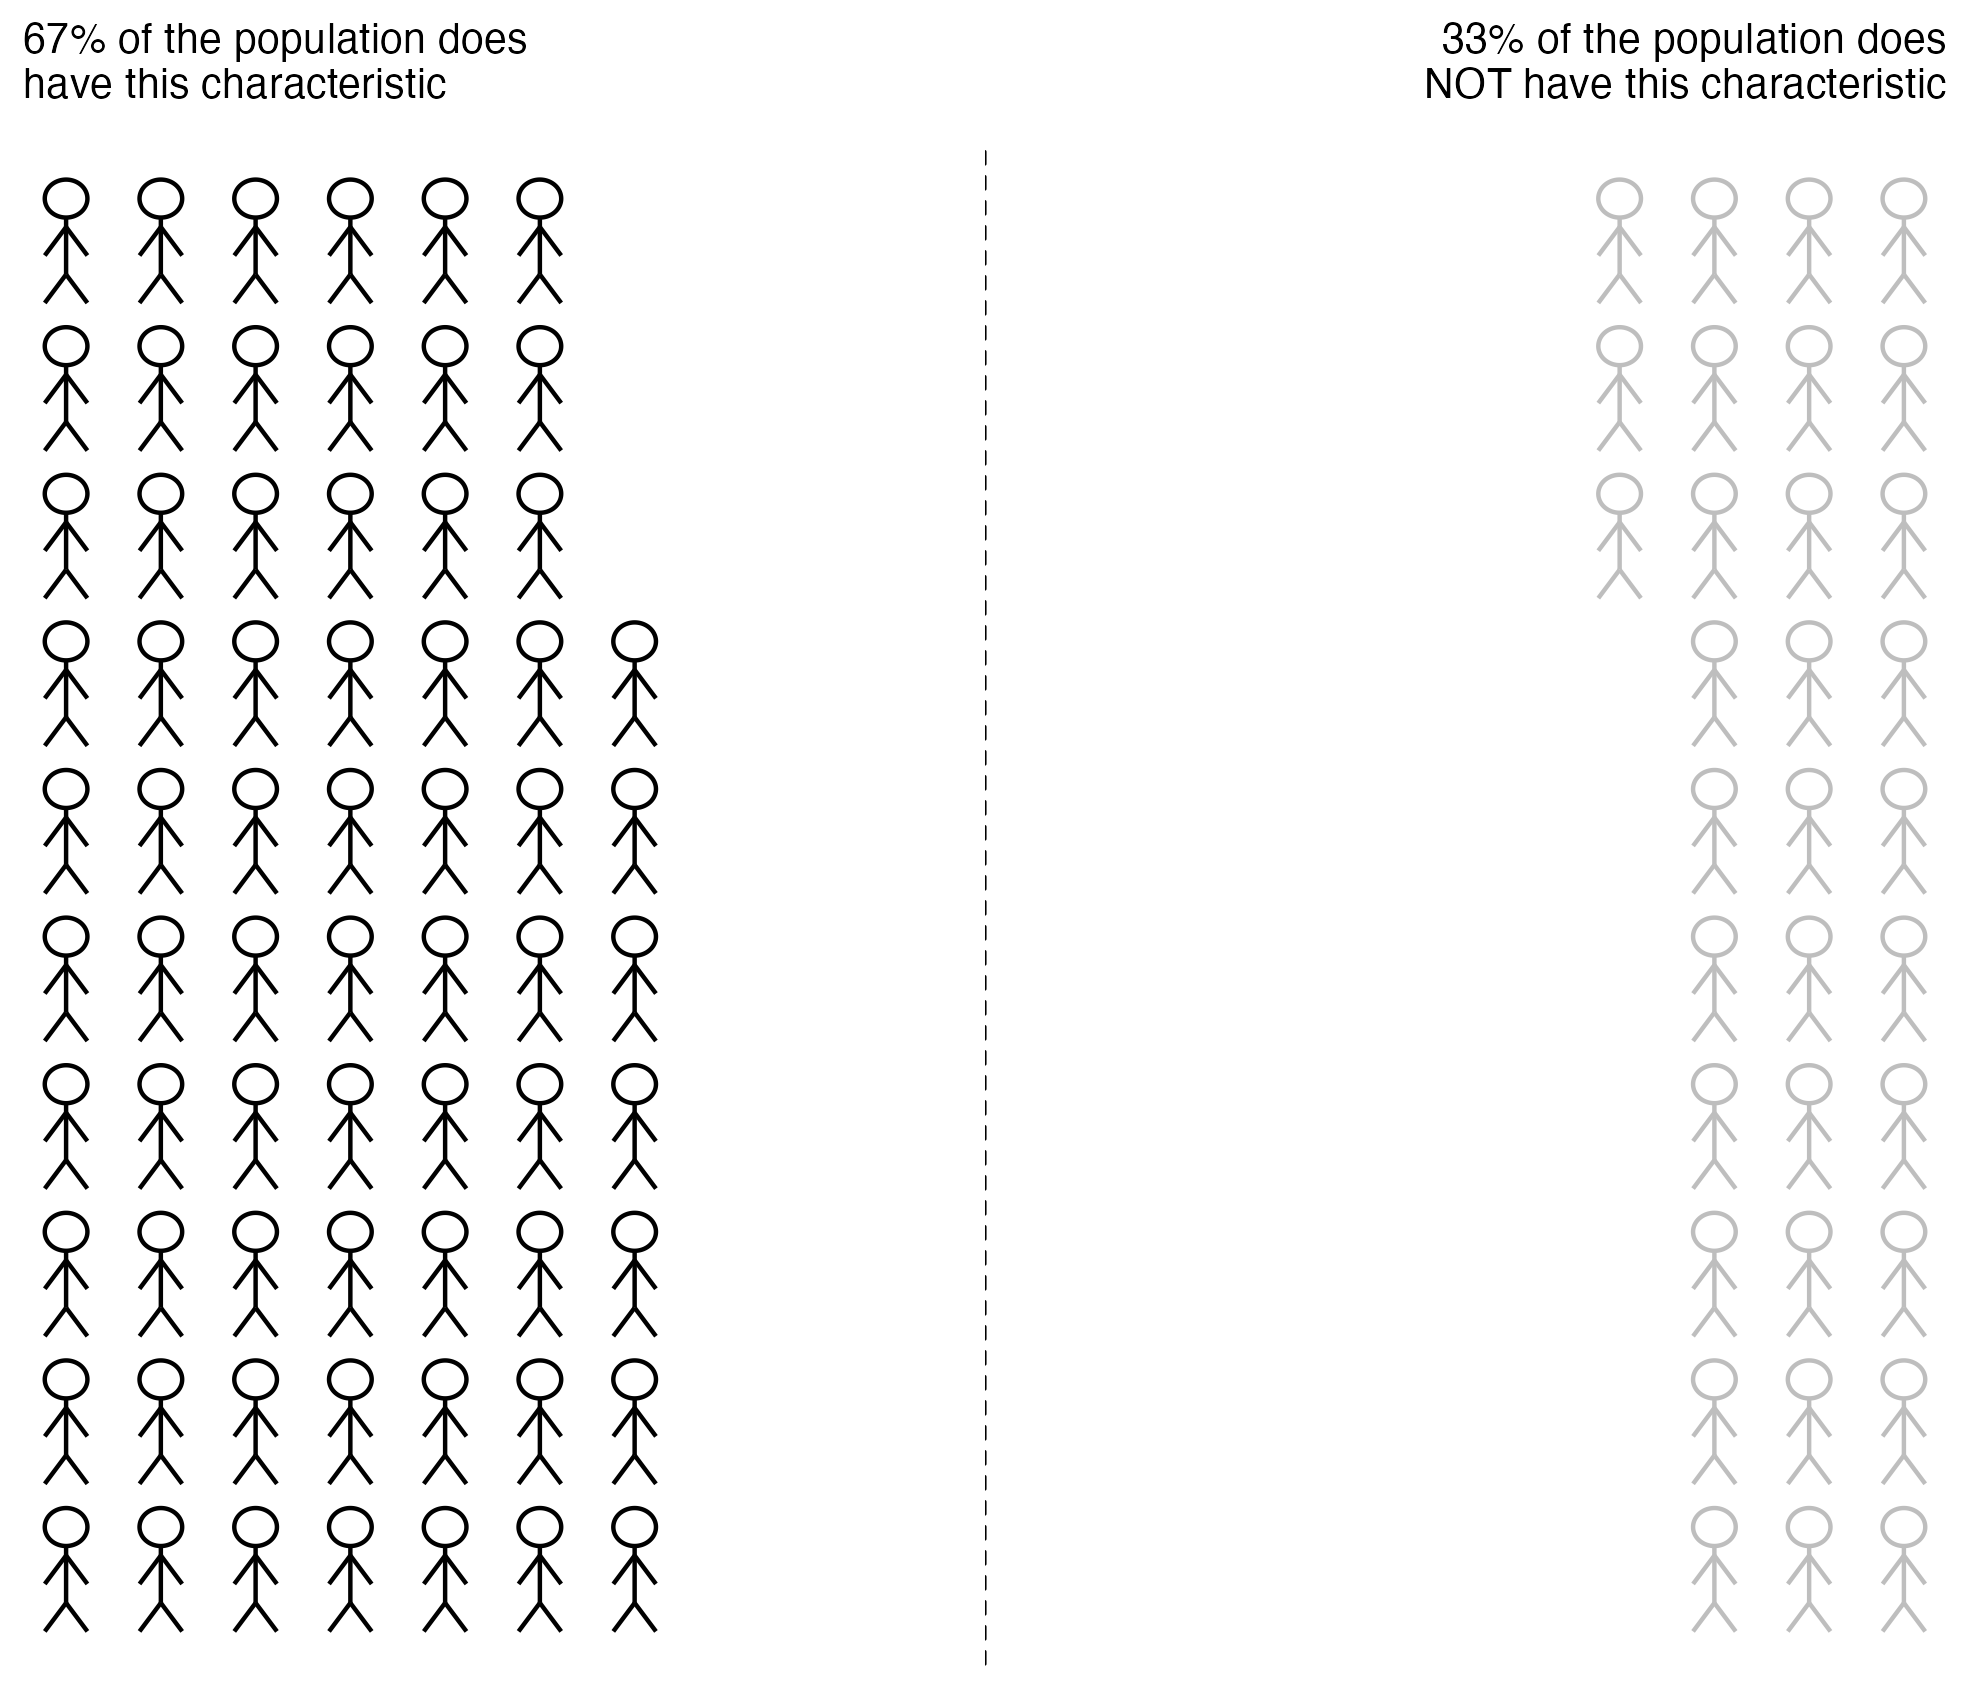 67% of the population does
have this characteristic
33% of the population does
NOT have this characteristic